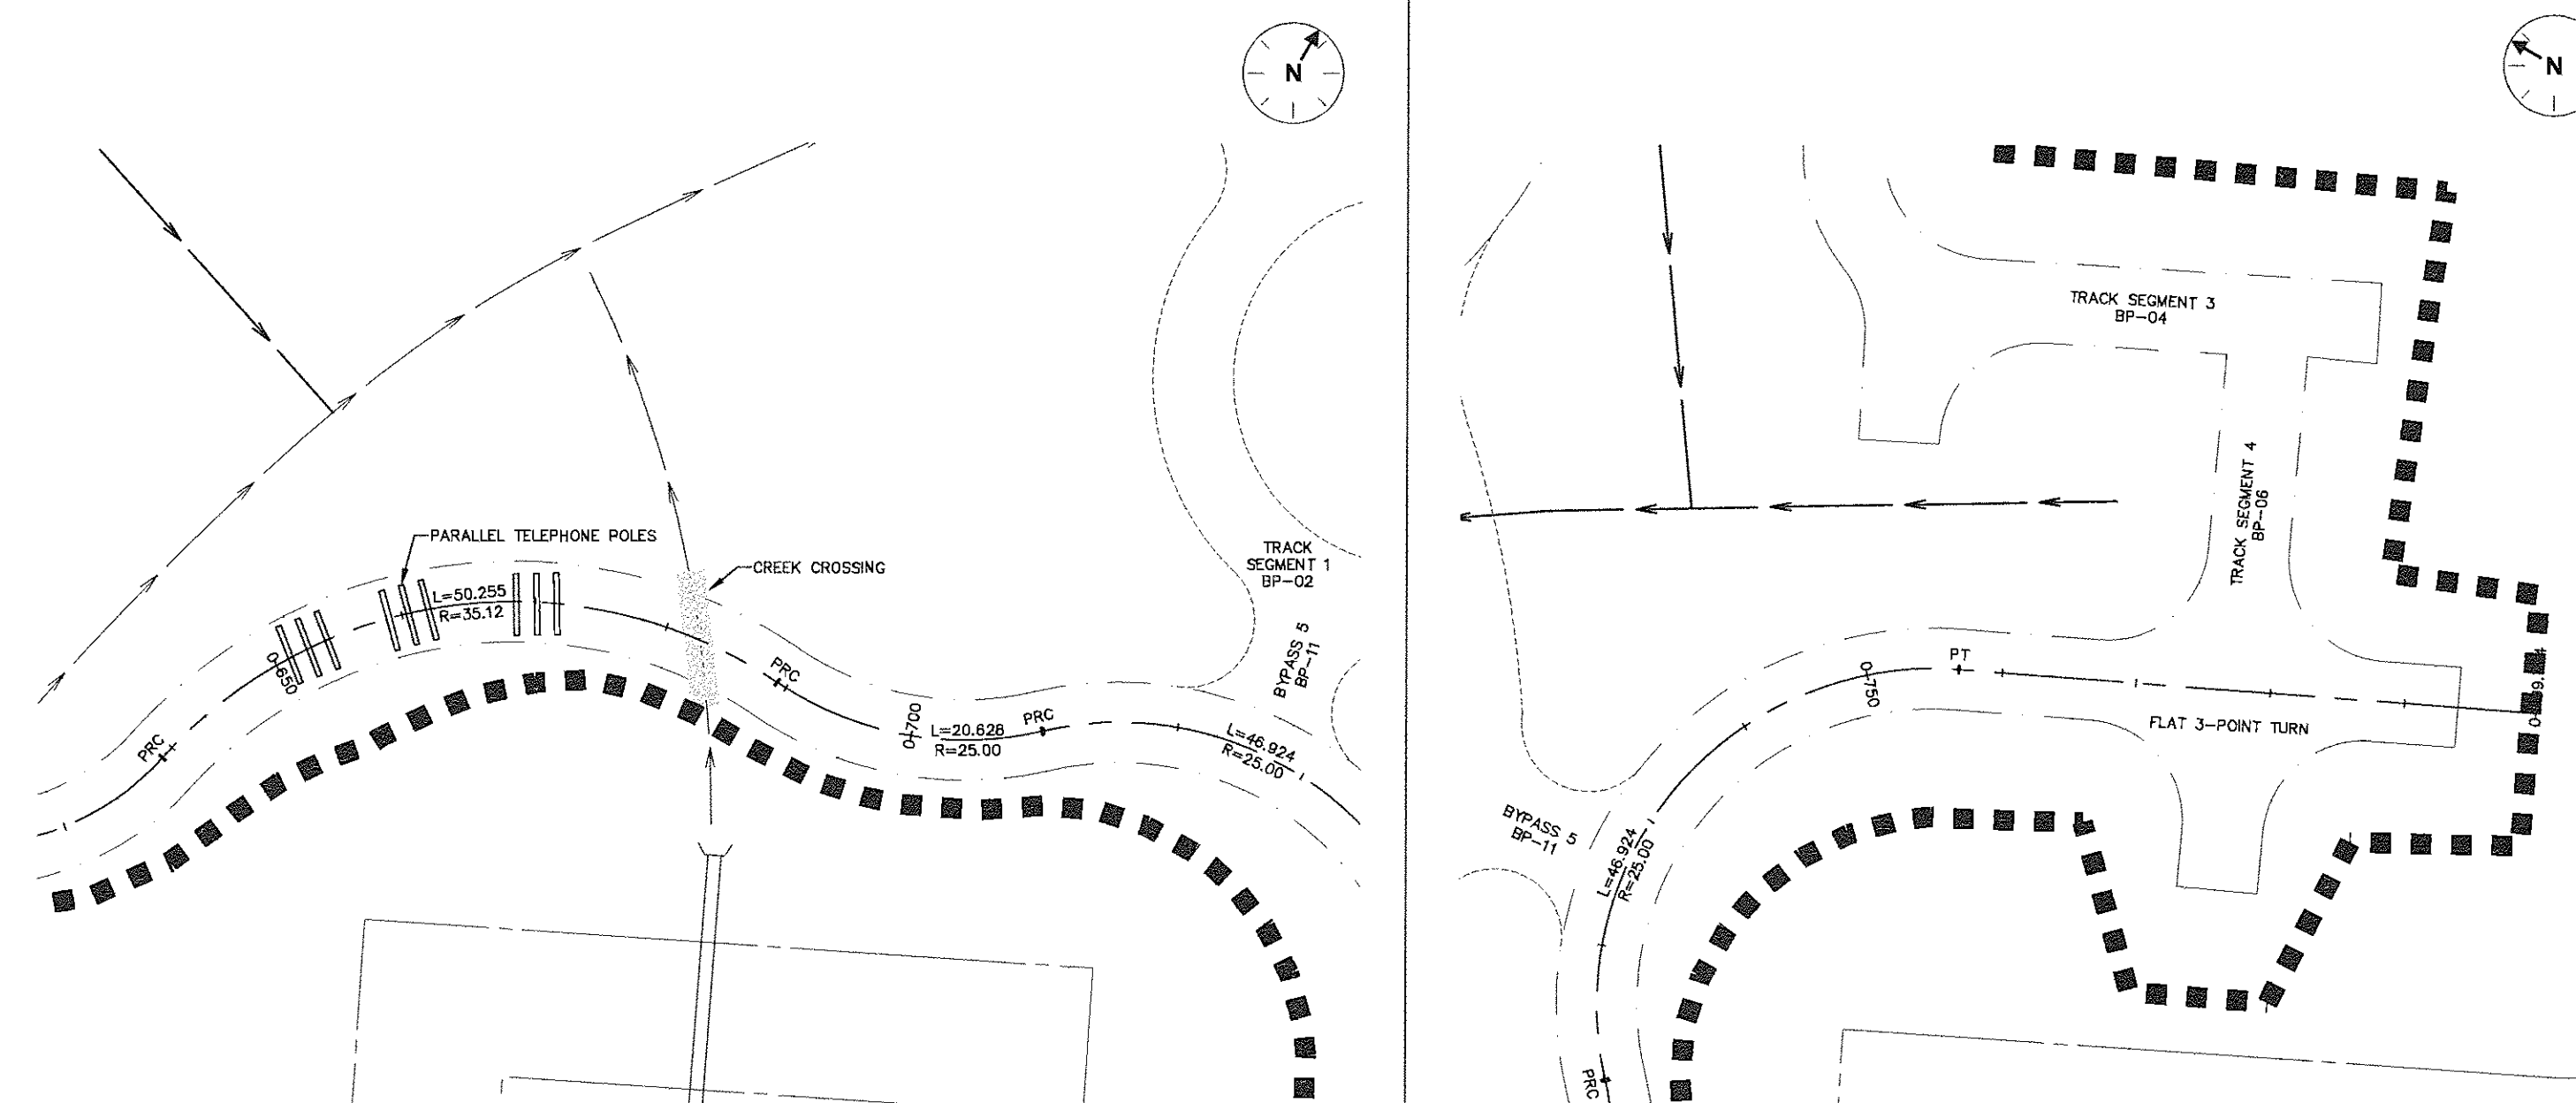 N
PARALLEL TELEPHONE POLES
CREEK CROSSING
L=50.255
R=35.12
0-650
PRC
PRC
0+700
L=20.628
R=25.00
PRC
L=46.924
R=25.00
TRACK
SEGMENT 1
BP-02
BYPASS 5
BP-11
N
TRACK SEGMENT 3
BP-04
TRACK SEGMENT 4
BP-06
PT
0-750
FLAT 3-POINT TURN
BYPASS 5
BP-11
L=46.924
R=25.00
PRC